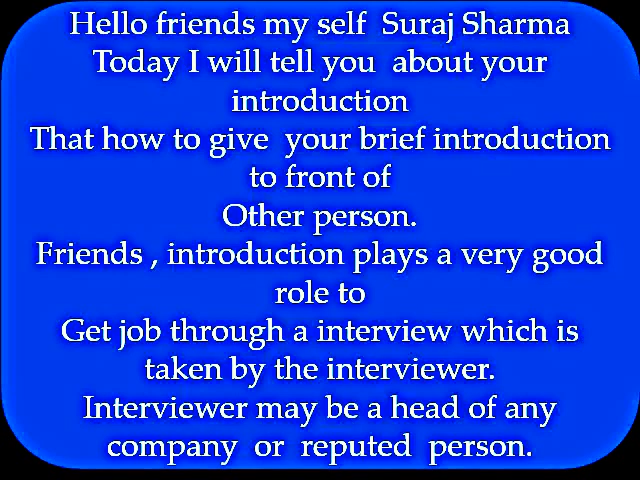 Hello friends my self Suraj Sharma
Today I will tell you about your
introduction
That how to give your brief introduction
to front of
Other person.
Friends , introduction plays a very good
role to
Get job through a interview which is
taken by the interviewer.
Interviewer may be a head of any
company or reputed person.